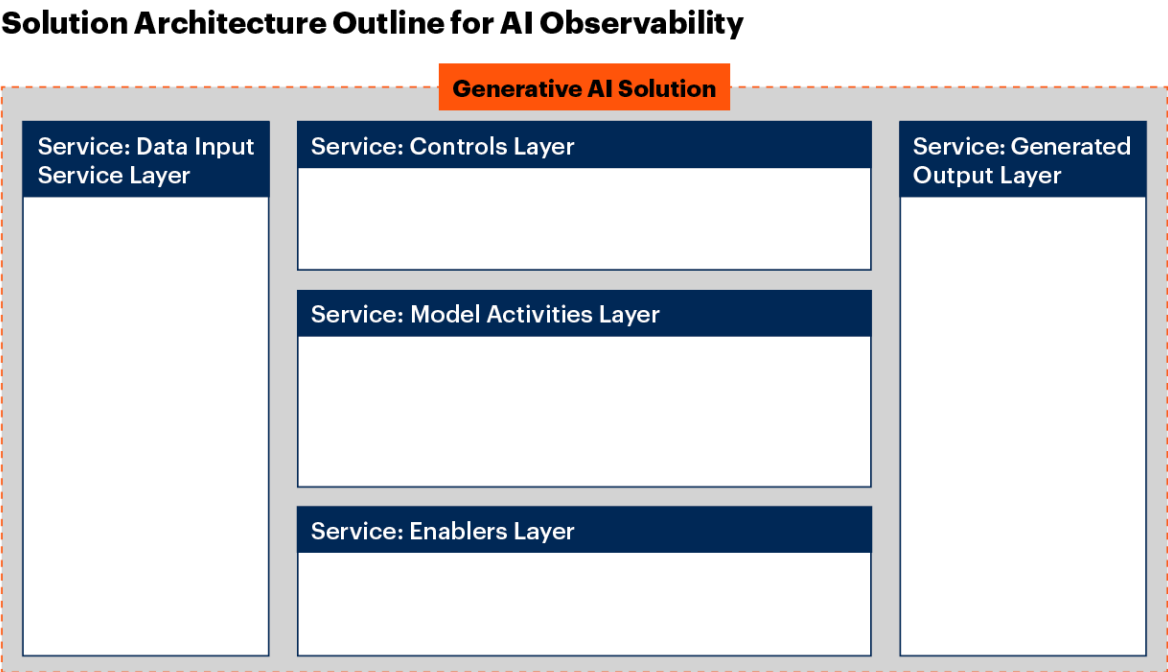 Solution Architecture Outline for AI Observability
Generative AI Solution
Service: Data Input
Service Layer
Service: Controls Layer
Service: Model Activities Layer
Service: Enablers Layer
Service: Generated
Output Layer